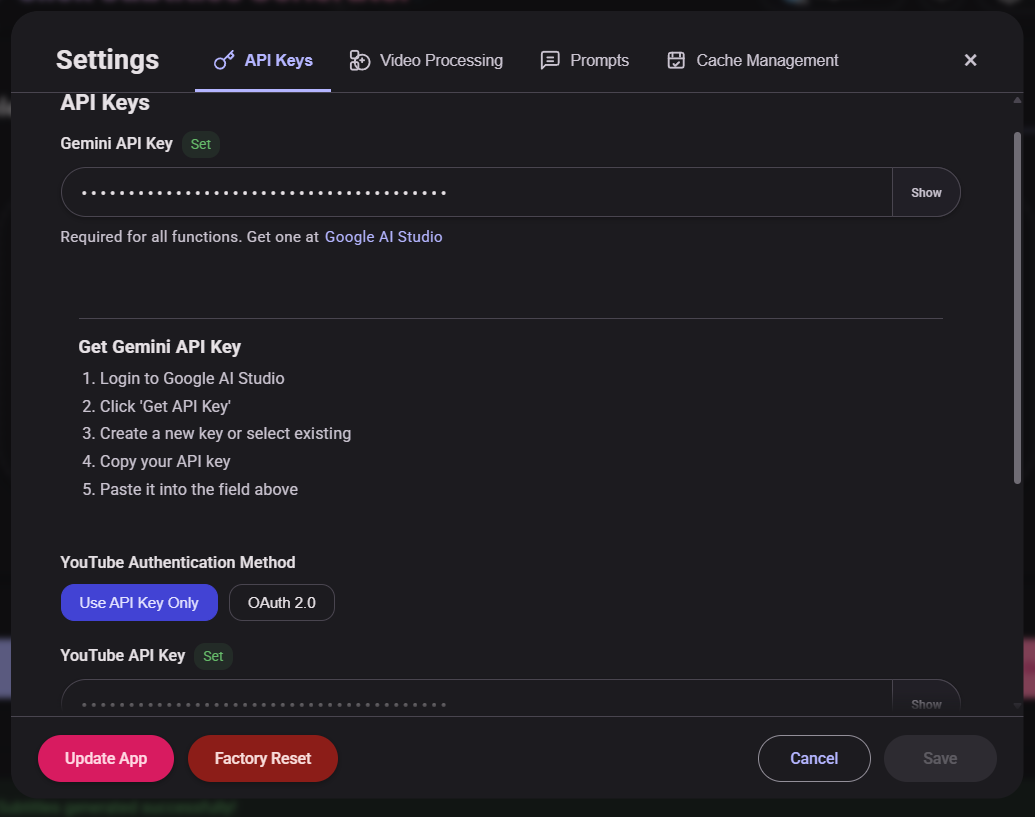 Settings
API Keys
Video Processing
Prompts
Cache Management
API Keys
Gemini API Key
Set
Show
Required for all functions. Get one at Google AI Studio
Get Gemini API Key
1. Login to Google AI Studio
2. Click 'Get API Key'
3. Create a new key or select existing
4. Copy your API key
5. Paste it into the field above
YouTube Authentication Method
Use API Key Only
OAuth 2.0
YouTube API Key
Set
Show
Update App
Factory Reset
Cancel
Save